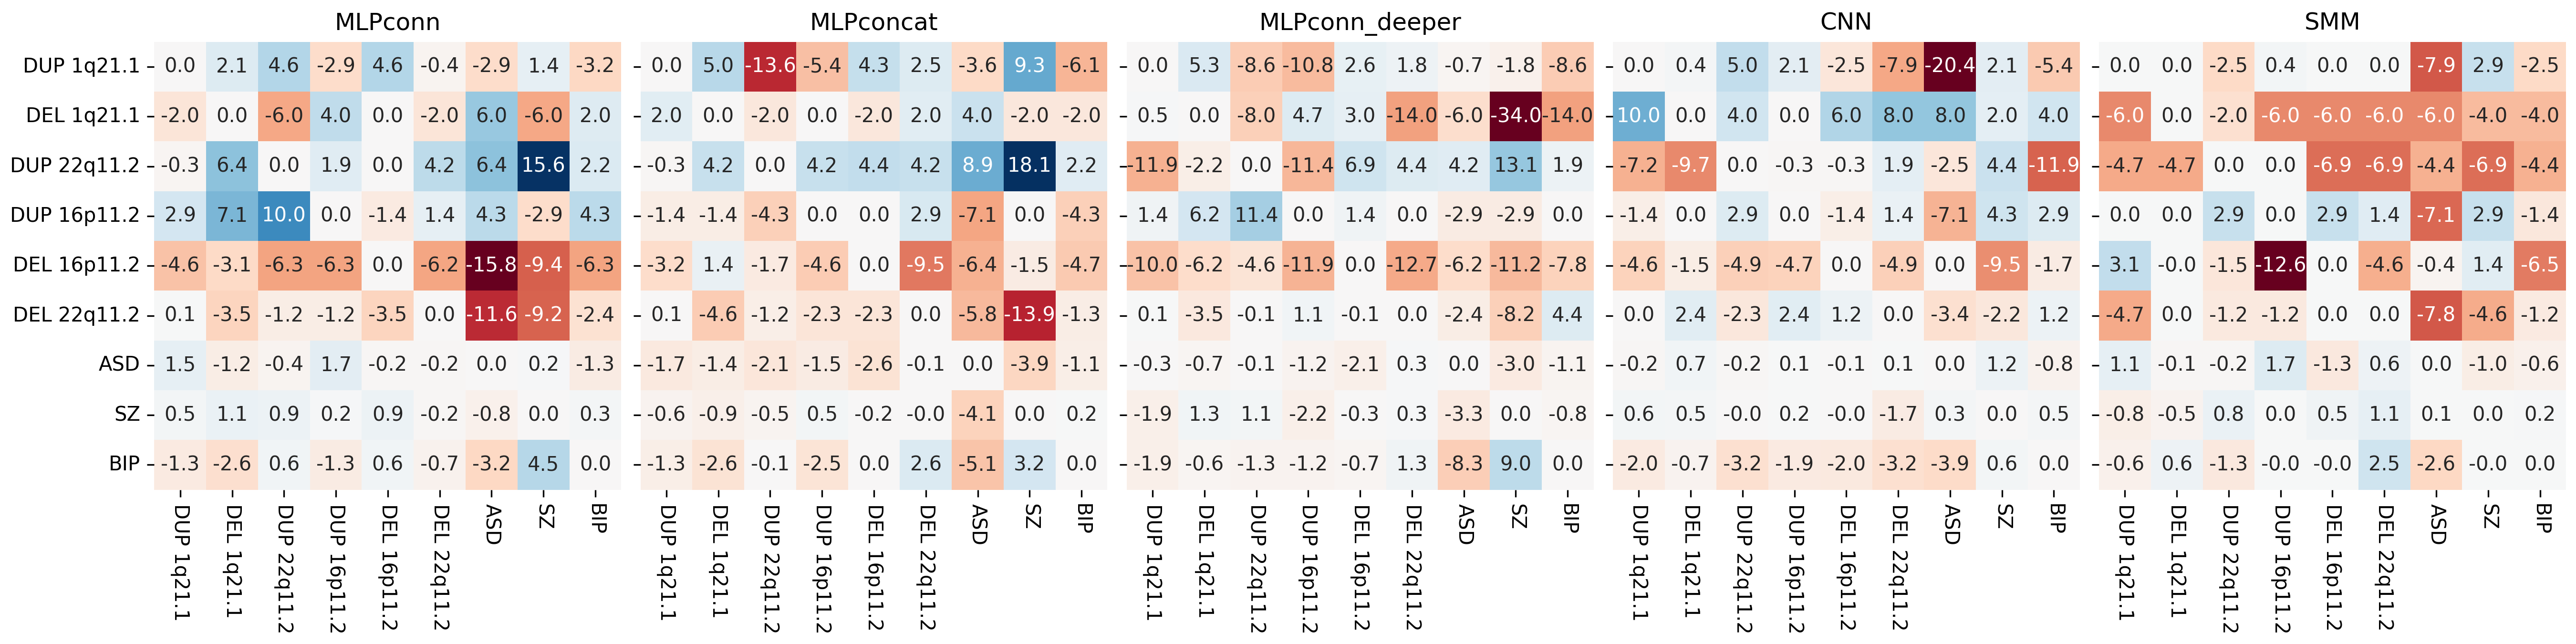 MLPconn MLPconcat MLPconn_deeper CNN SMM
DUP 1q21.1 0.0 2.1 4.6 -2.9 4.6 -0.4 -2.9 1.4 -3.2 0.0 5.0 -13.6 -5.4 4.3 2.5 -3.6 9.3 -6.1 0.0 5.3 -8.6 -10.8 2.6 1.8 -0.7 -1.8 -8.6 0.0 0.4 5.0 2.1 -2.5 -7.9 -20.4 2.1 -5.4 0.0 0.0 -2.5 0.4 0.0 0.0 -7.9 2.9 -2.5
DEL 1q21.1 -2.0 0.0 -6.0 4.0 0.0 -2.0 6.0 -6.0 2.0 2.0 0.0 -2.0 0.0 -2.0 2.0 4.0 -2.0 -2.0 0.5 0.0 -8.0 4.7 3.0 -14.0 -6.0 -34.0 -14.0 10.0 0.0 4.0 0.0 6.0 8.0 8.0 2.0 4.0 -6.0 0.0 -2.0 -6.0 -6.0 -6.0 -6.0 -4.0 -4.0
DUP 22q11.2 -0.3 6.4 0.0 1.9 0.0 4.2 6.4 15.6 2.2 -0.3 4.2 0.0 4.2 4.4 4.2 8.9 18.1 2.2 -11.9 -2.2 0.0 -11.4 6.9 4.4 4.2 13.1 1.9 -7.2 -9.7 0.0 -0.3 -0.3 1.9 -2.5 4.4 -11.9 -4.7 -4.7 0.0 0.0 -6.9 -6.9 -4.4 -6.9 -4.4
DUP 16p11.2 2.9 7.1 10.0 0.0 -1.4 1.4 4.3 -2.9 4.3 -1.4 -1.4 -4.3 0.0 0.0 2.9 -7.1 0.0 -4.3 1.4 6.2 11.4 0.0 1.4 0.0 -2.9 -2.9 0.0 -1.4 0.0 2.9 0.0 -1.4 1.4 -7.1 4.3 2.9 0.0 0.0 2.9 0.0 2.9 1.4 -7.1 2.9 -1.4
DEL 16p11.2 -4.6 -3.1 -6.3 -6.3 0.0 -6.2 -15.8 -9.4 -6.3 -3.2 1.4 -1.7 -4.6 0.0 -9.5 -6.4 -1.5 -4.7 -10.0 -6.2 -4.6 -11.9 0.0 -12.7 -6.2 -11.2 -7.8 -4.6 -1.5 -4.9 -4.7 0.0 -4.9 0.0 -9.5 -1.7 3.1 -0.0 -1.5 -12.6 0.0 -4.6 -0.4 1.4 -6.5
DEL 22q11.2 0.1 -3.5 -1.2 -1.2 -3.5 0.0 -11.6 -9.2 -2.4 0.1 -4.6 -1.2 -2.3 -2.3 0.0 -5.8 -13.9 -1.3 0.1 -3.5 -0.1 1.1 -0.1 0.0 -2.4 -8.2 4.4 0.0 2.4 -2.3 2.4 1.2 0.0 -3.4 -2.2 1.2 -4.7 0.0 -1.2 -1.2 0.0 0.0 -7.8 -4.6 -1.2
ASD 1.5 -1.2 -0.4 1.7 -0.2 -0.2 0.0 0.2 -1.3 -1.7 -1.4 -2.1 -1.5 -2.6 -0.1 0.0 -3.9 -1.1 -0.3 -0.7 -0.1 -1.2 -2.1 0.3 0.0 -3.0 -1.1 -0.2 0.7 -0.2 0.1 -0.1 0.1 0.0 1.2 -0.8 1.1 -0.1 -0.2 1.7 -1.3 0.6 0.0 -1.0 -0.6
SZ 0.5 1.1 0.9 0.2 0.9 -0.2 -0.8 0.0 0.3 -0.6 -0.9 -0.5 0.5 -0.2 -0.0 -4.1 0.0 0.2 -1.9 1.3 1.1 -2.2 -0.3 0.3 -3.3 0.0 -0.8 0.6 0.5 -0.0 0.2 -0.0 -1.7 0.3 0.0 0.5 -0.8 -0.5 0.8 0.0 0.5 1.1 0.1 0.0 0.2
BIP -1.3 -2.6 0.6 -1.3 0.6 -0.7 -3.2 4.5 0.0 -1.3 -2.6 -0.1 -2.5 0.0 2.6 -5.1 3.2 0.0 -1.9 -0.6 -1.3 -1.2 -0.7 1.3 -8.3 9.0 0.0 -2.0 -0.7 -3.2 -1.9 -2.0 -3.2 -3.9 0.6 0.0 -0.6 0.6 -1.3 -0.0 -0.0 2.5 -2.6 -0.0 0.0
DUP 1q21.1 DEL 1q21.1 DUP 22q11.2 DUP 16p11.2 DEL 16p11.2 DEL 22q11.2 ASD SZ BIP DUP 1q21.1 DEL 1q21.1 DUP 22q11.2 DUP 16p11.2 DEL 16p11.2 DEL 22q11.2 ASD SZ BIP DUP 1q21.1 DEL 1q21.1 DUP 22q11.2 DUP 16p11.2 DEL 16p11.2 DEL 22q11.2 ASD SZ BIP DUP 1q21.1 DEL 1q21.1 DUP 22q11.2 DUP 16p11.2 DEL 16p11.2 DEL 22q11.2 ASD SZ BIP DUP 1q21.1 DEL 1q21.1 DUP 22q11.2 DUP 16p11.2 DEL 16p11.2 DEL 22q11.2 ASD SZ BIP